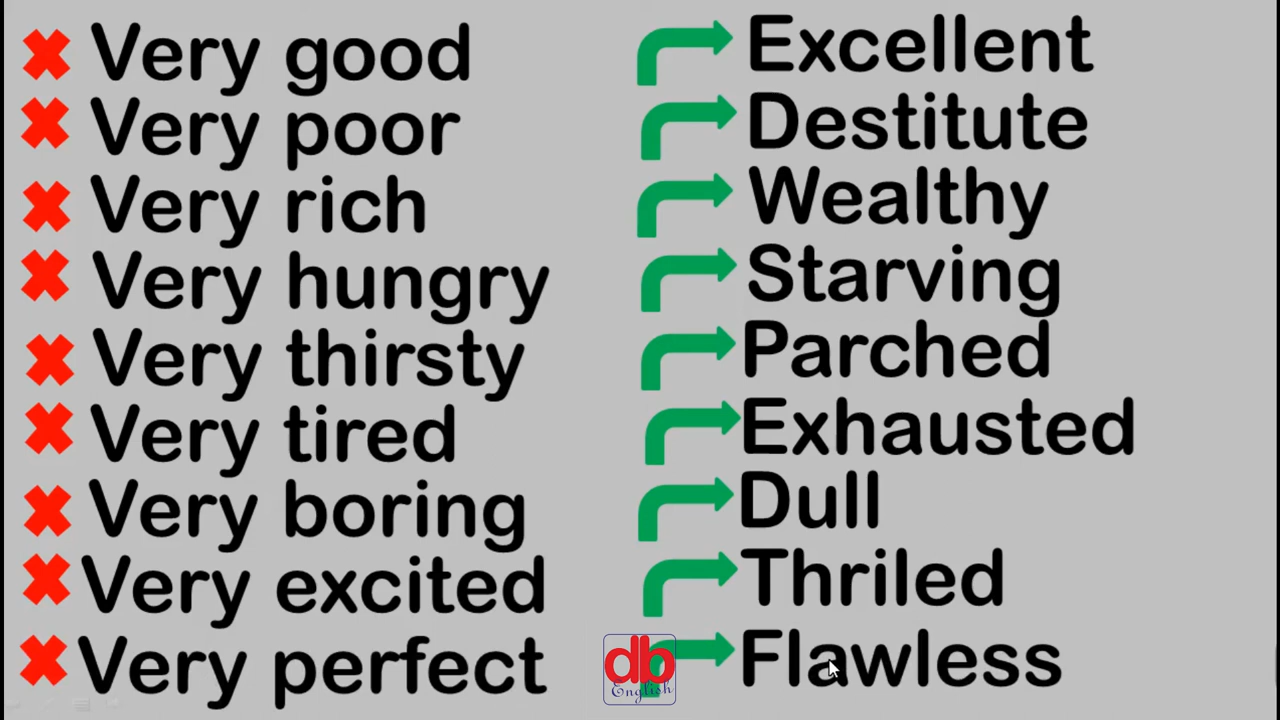 Very good Excellent
Very poor Destitute
Very rich Wealthy
Very hungry Starving
Very thirsty Parched
Very tired Exhausted
Very boring Dull
Very excited Thriled
Very perfect Flawless
db
English